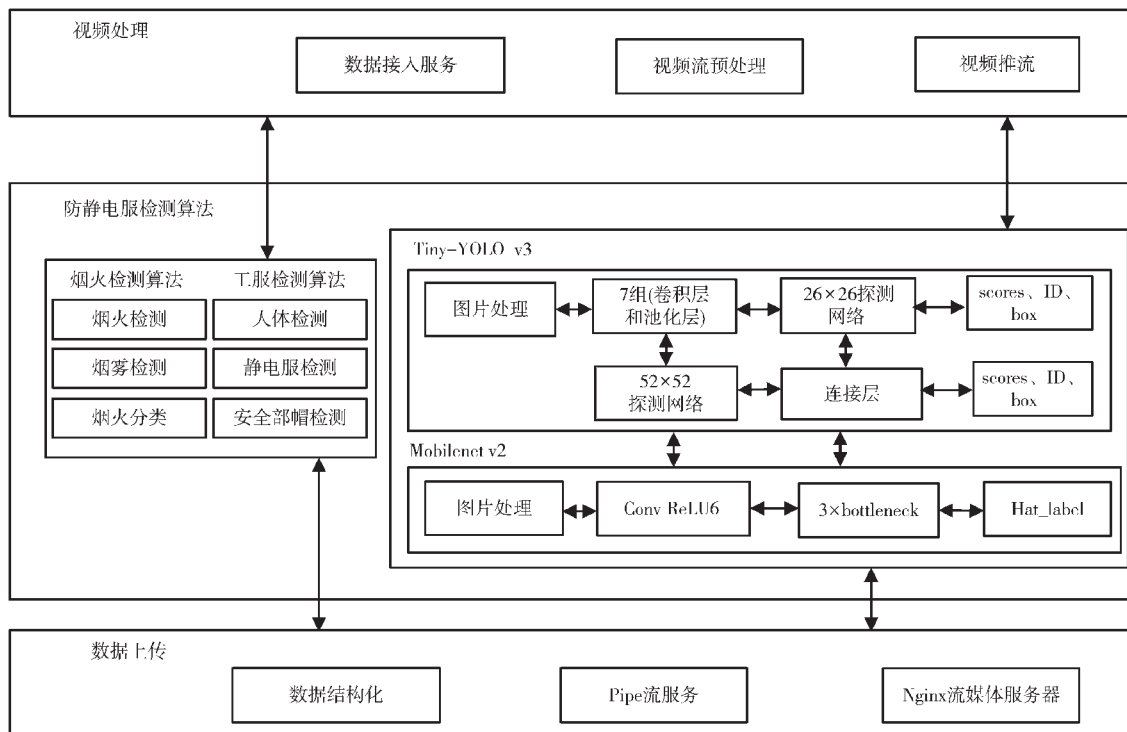 视频处理
数据接入服务
视频流预处理
视频推流
防静电服检测算法
烟火检测算法
工服检测算法
烟火检测
人体检测
烟雾检测
静电服检测
烟火分类
安全部帽检测
Tiny-YOLO v3
图片处理
7组(卷积层
和池化层)
26×26探测
网络
scores、ID、
box
52×52
探测网络
连接层
scores、ID、
box
Mobilenet v2
图片处理
Conv ReLU6
3×bottleneck
Hat_label
数据上传
数据结构化
Pipe流服务
Nginx流媒体服务器